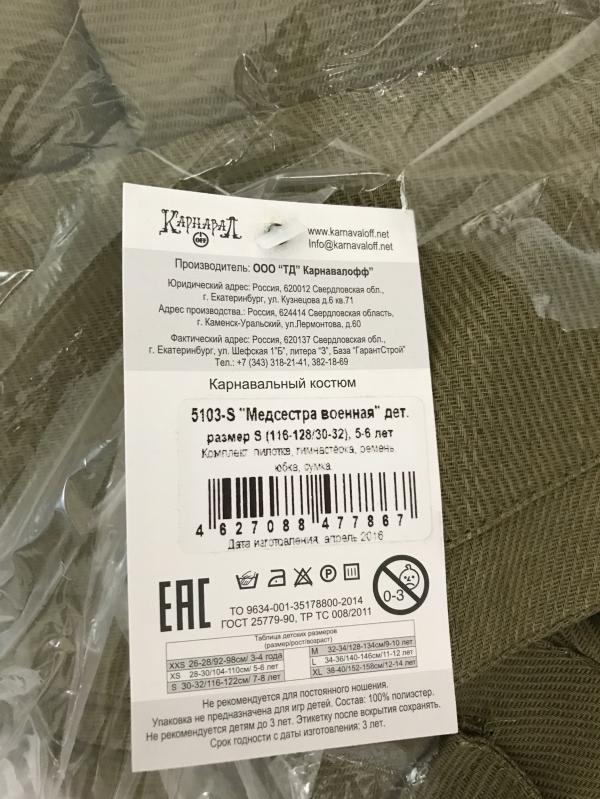 КАРНАВАЛ
OFF
www.karnavaloff.net
Info@karnavaloff.net
Производитель: ООО "ТД" Карнавалофф"
Юридический адрес: Россия, 620012 Свердловская обл.,
г. Екатеринбург, ул. Кузнецова д.6 кв.71
Адрес производства.: Россия, 624414 Свердловская область,
г. Каменск-Уральский, ул.Лермонтова, д.60
Фактический адрес: Россия, 620137 Свердловская обл.,
г. Екатеринбург, ул. Шефская 1"Б", литера "З", База "ГарантСтрой"
Тел.: +7 (343) 318-21-41, 382-18-69
Карнавальный костюм
5103-S "Медсестра военная" дет.
размер S (116-128/30-32), 5-6 лет
Комплект: пилотка, гимнастёрка, ремень,
юбка, сумка
4 627088 477867
Дата изготовления: апрель 2016
EAC
P
0-3
ТО 9634-001-35178800-2014
ГОСТ 25779-90, ТР ТС 008/2011
Таблица детских размеров
(размер/рост/возраст)
XXS 26-28/92-98см/ 3-4 года
XS 28-30/104-110см/ 5-6 лет
S 30-32/116-122см/ 7-8 лет
M 32-34/128-134см/9-10 лет
L 34-36/140-146см/11-12 лет
XL 38-40/152-158см/12-14 лет
Не рекомендуется для постоянного ношения.
Упаковка не предназначена для игр детей. Состав: 100% полиэстер.
Не рекомендуется детям до 3 лет. Этикетку после вскрытия сохранять.
Срок годности с даты изготовления: 3 лет.